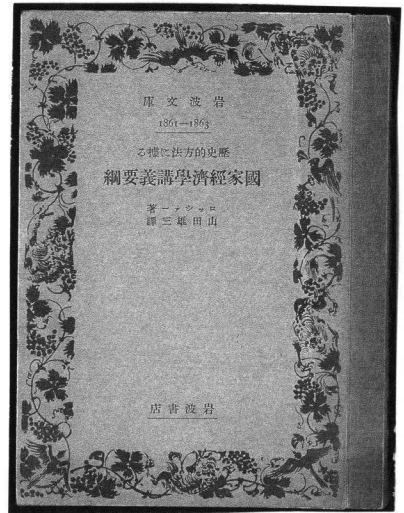 岩波文庫
1861—1863
歷史的方法に據る
國家經濟學講義要綱
ロッシャー著
山田雄三譯
岩波書店